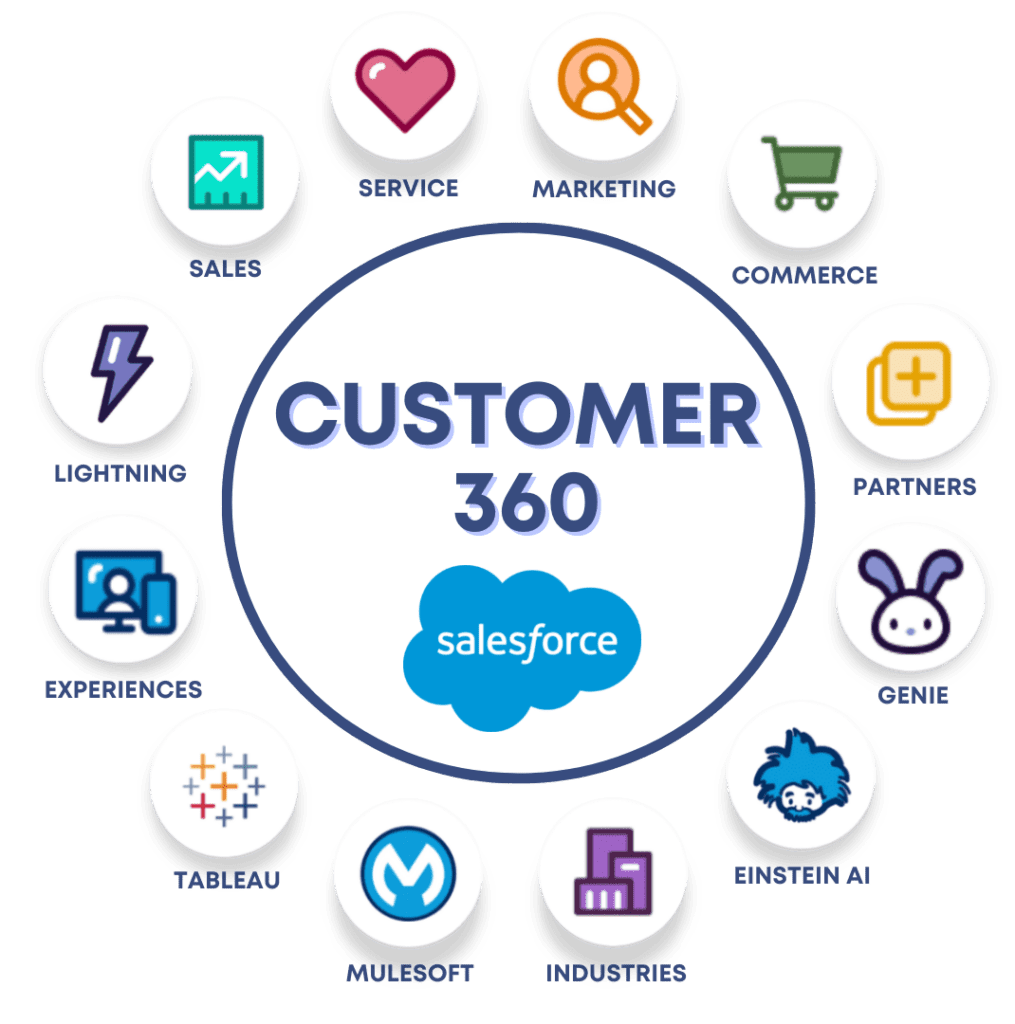 SERVICE
MARKETING
SALES
COMMERCE
CUSTOMER
360
LIGHTNING
PARTNERS
salesforce
EXPERIENCES
GENIE
TABLEAU
EINSTEIN AI
MULESOFT
INDUSTRIES